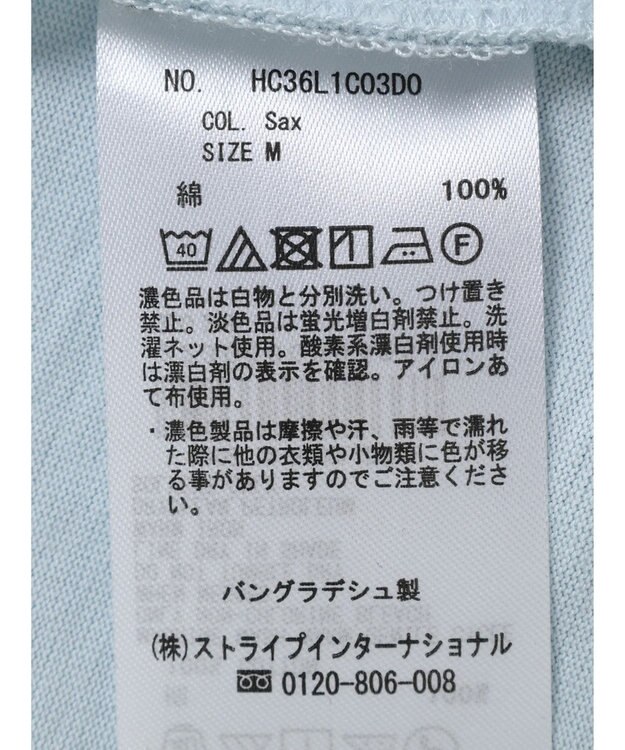 NO. HC36L1C03D0
COL. Sax
SIZE M
綿 100%
40 F
濃色品は白物と分別洗い。つけ置き
禁止。淡色品は蛍光増白剤禁止。洗
濯ネット使用。酸素系漂白剤使用時
は漂白剤の表示を確認。アイロンあ
て布使用。
・濃色製品は摩擦や汗、雨等で濡れ
た際に他の衣類や小物類に色が移
る事がありますのでご注意くださ
い。
バングラデシュ製
(株)ストライプインターナショナル
0120-806-008